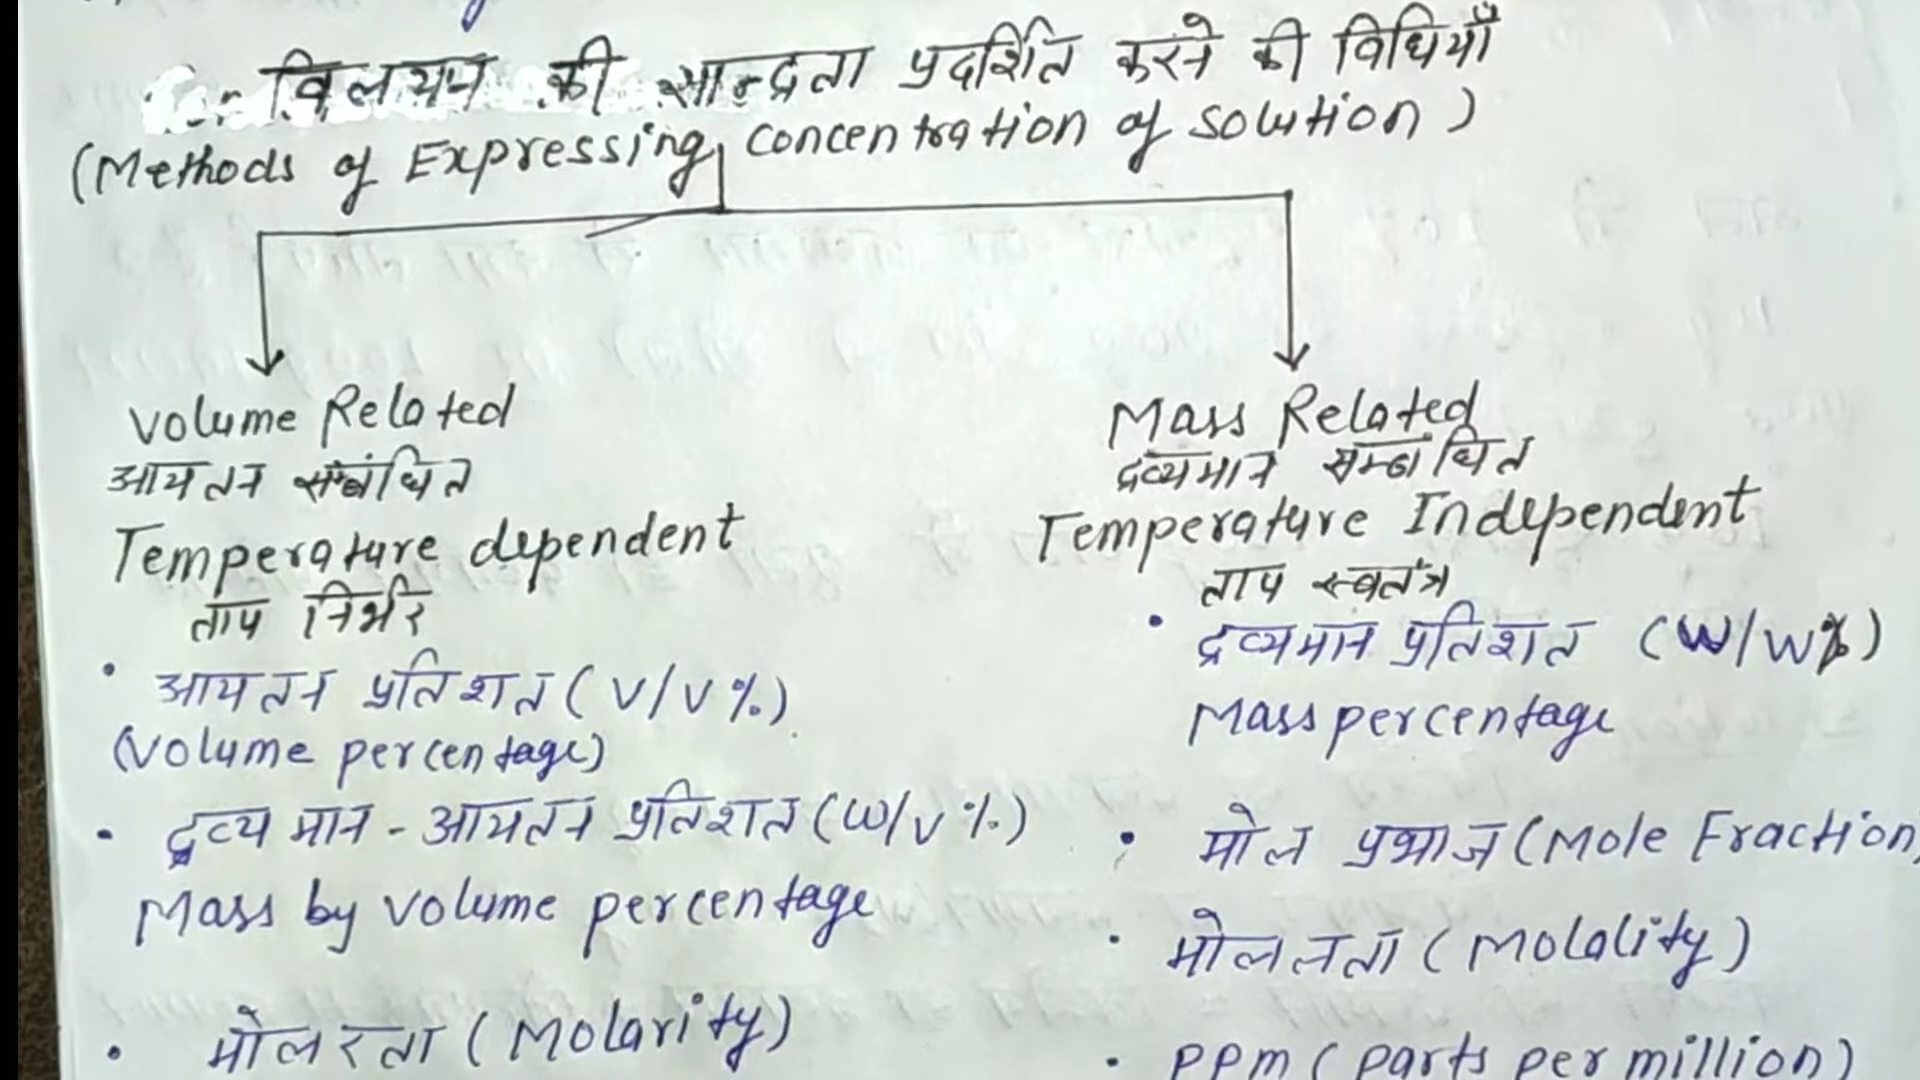 विलयन की सान्द्रता प्रदर्शित करने की विधियाँ
(Methods of Expressing concentration of solution)
Volume Related
आयतन संबंधित
Temperature dependent
ताप निर्भर
• आयतन प्रतिशत (V/V %)
(Volume percentage)
• द्रव्यमान - आयतन प्रतिशत (W/V %)
Mass by volume percentage
• मोलरता (Molarity)
Mass Related
द्रव्यमान सम्बंधित
Temperature Independent
ताप स्वतंत्र
• द्रव्यमान प्रतिशत (W/W%)
Mass percentage
• मोल प्रभाज (Mole Fraction)
• मोललता (Molality)
• PPM (Parts per million)